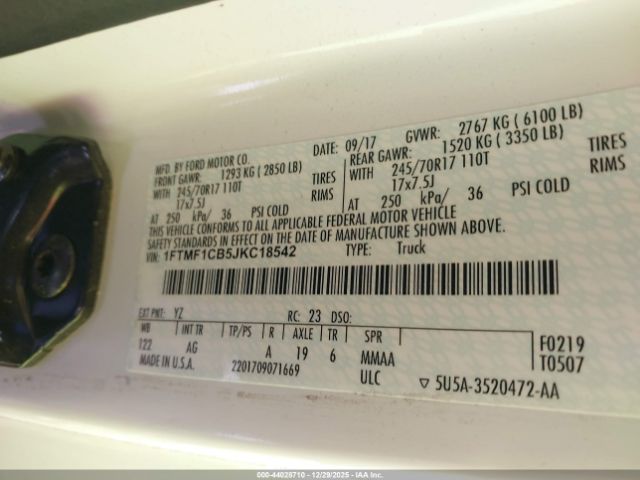 MFD. BY FORD MOTOR CO.
DATE: 09/17 GVWR: 2767 KG ( 6100 LB)
FRONT GAWR: 1293 KG ( 2850 LB)
REAR GAWR: 1520 KG ( 3350 LB)
WITH 245/70R17 110T TIRES
WITH 245/70R17 110T TIRES
17x7.5J RIMS
17x7.5J RIMS
AT 250 kPa/ 36 PSI COLD
AT 250 kPa/ 36 PSI COLD
THIS VEHICLE CONFORMS TO ALL APPLICABLE FEDERAL MOTOR VEHICLE
SAFETY STANDARDS IN EFFECT ON THE DATE OF MANUFACTURE SHOWN ABOVE.
VIN: 1FTMF1CB5JKC18542 TYPE: Truck
EXT PNT: YZ RC: 23 DSO:
WB INT TR TP/PS R AXLE TR SPR
122 AG A 19 6 MMAA
F0219
T0507
MADE IN U.S.A. 2201709071669 ULC
▽ 5U5A-3520472-AA
000-44028710 - 12/29/2025 - IAA Inc.